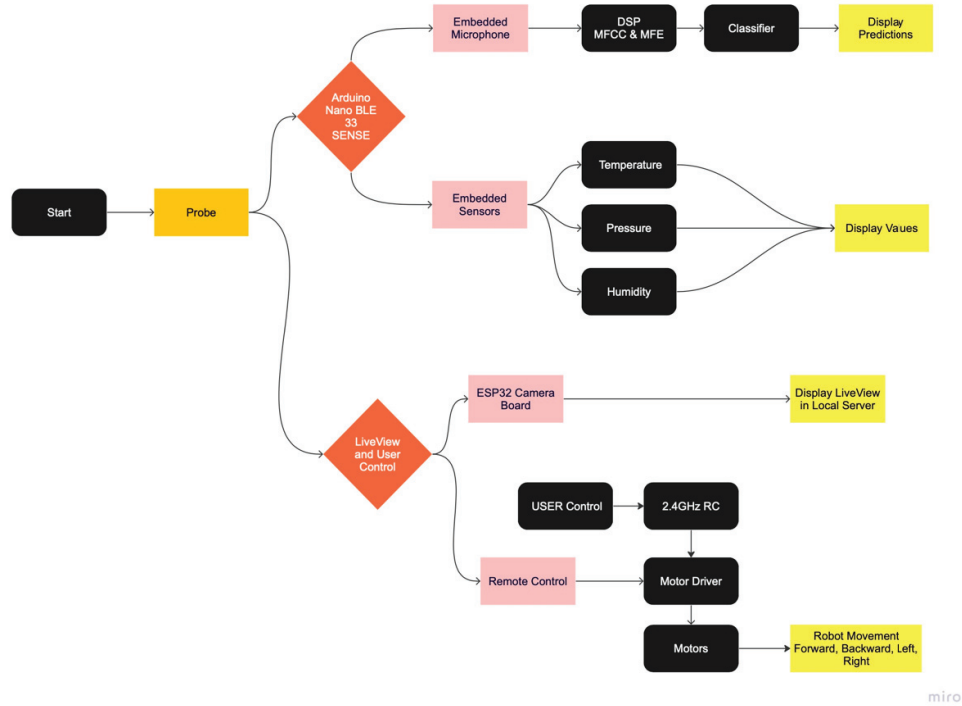 Embedded
Microphone
DSP
MFCC & MFE
Classifier
Display
Predictions
Arduino
Nano BLE
33
SENSE
Start
Probe
Embedded
Sensors
Temperature
Pressure
Humidity
Display Vaues
ESP32 Camera
Board
Display LiveView
in Local Server
LiveView
and User
Control
USER Control
2.4GHz RC
Remote Control
Motor Driver
Motors
Robot Movement
Forward, Backward, Left,
Right
miro